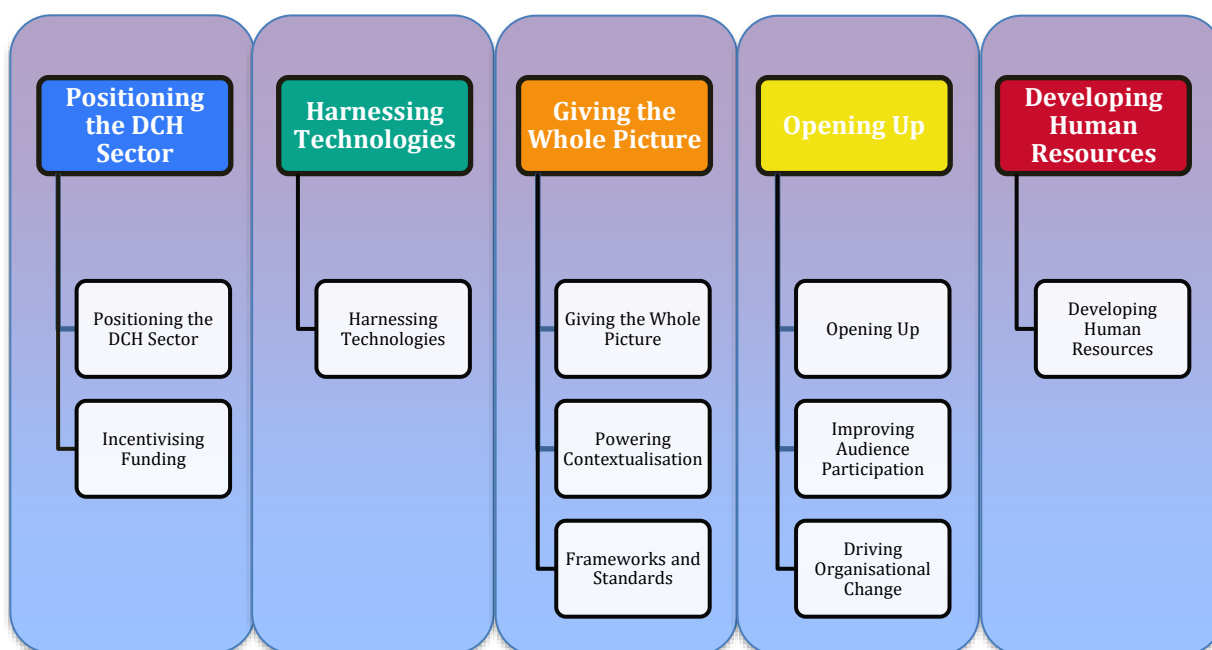 Positioning
the DCH
Sector
Positioning the
DCH Sector
Incentivising
Funding
Harnessing
Technologies
Harnessing
Technologies
Giving the
Whole Picture
Giving the Whole
Picture
Powering
Contextualisation
Frameworks and
Standards
Opening Up
Opening Up
Improving
Audience
Participation
Driving
Organisational
Change
Developing
Human
Resources
Developing
Human
Resources